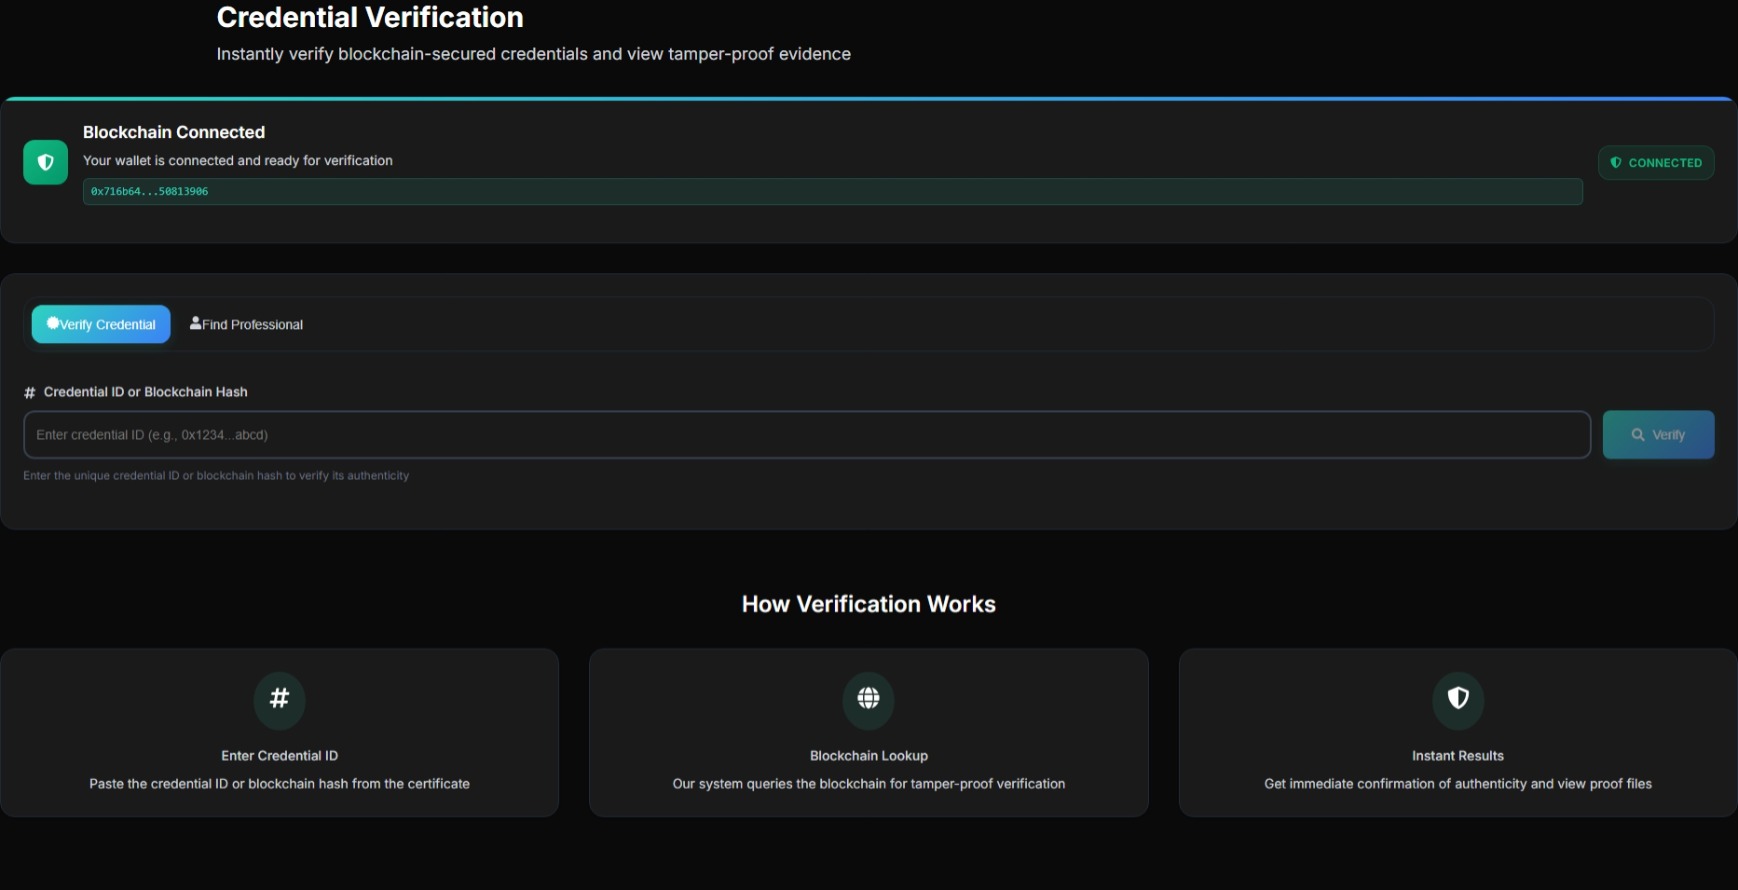 Credential Verification
Instantly verify blockchain-secured credentials and view tamper-proof evidence
Blockchain Connected
Your wallet is connected and ready for verification
0x716b64...50813906
CONNECTED
Verify Credential
Find Professional
# Credential ID or Blockchain Hash
Enter credential ID (e.g., 0x1234...abcd)
Verify
Enter the unique credential ID or blockchain hash to verify its authenticity
How Verification Works
#
Enter Credential ID
Paste the credential ID or blockchain hash from the certificate
Blockchain Lookup
Our system queries the blockchain for tamper-proof verification
Instant Results
Get immediate confirmation of authenticity and view proof files